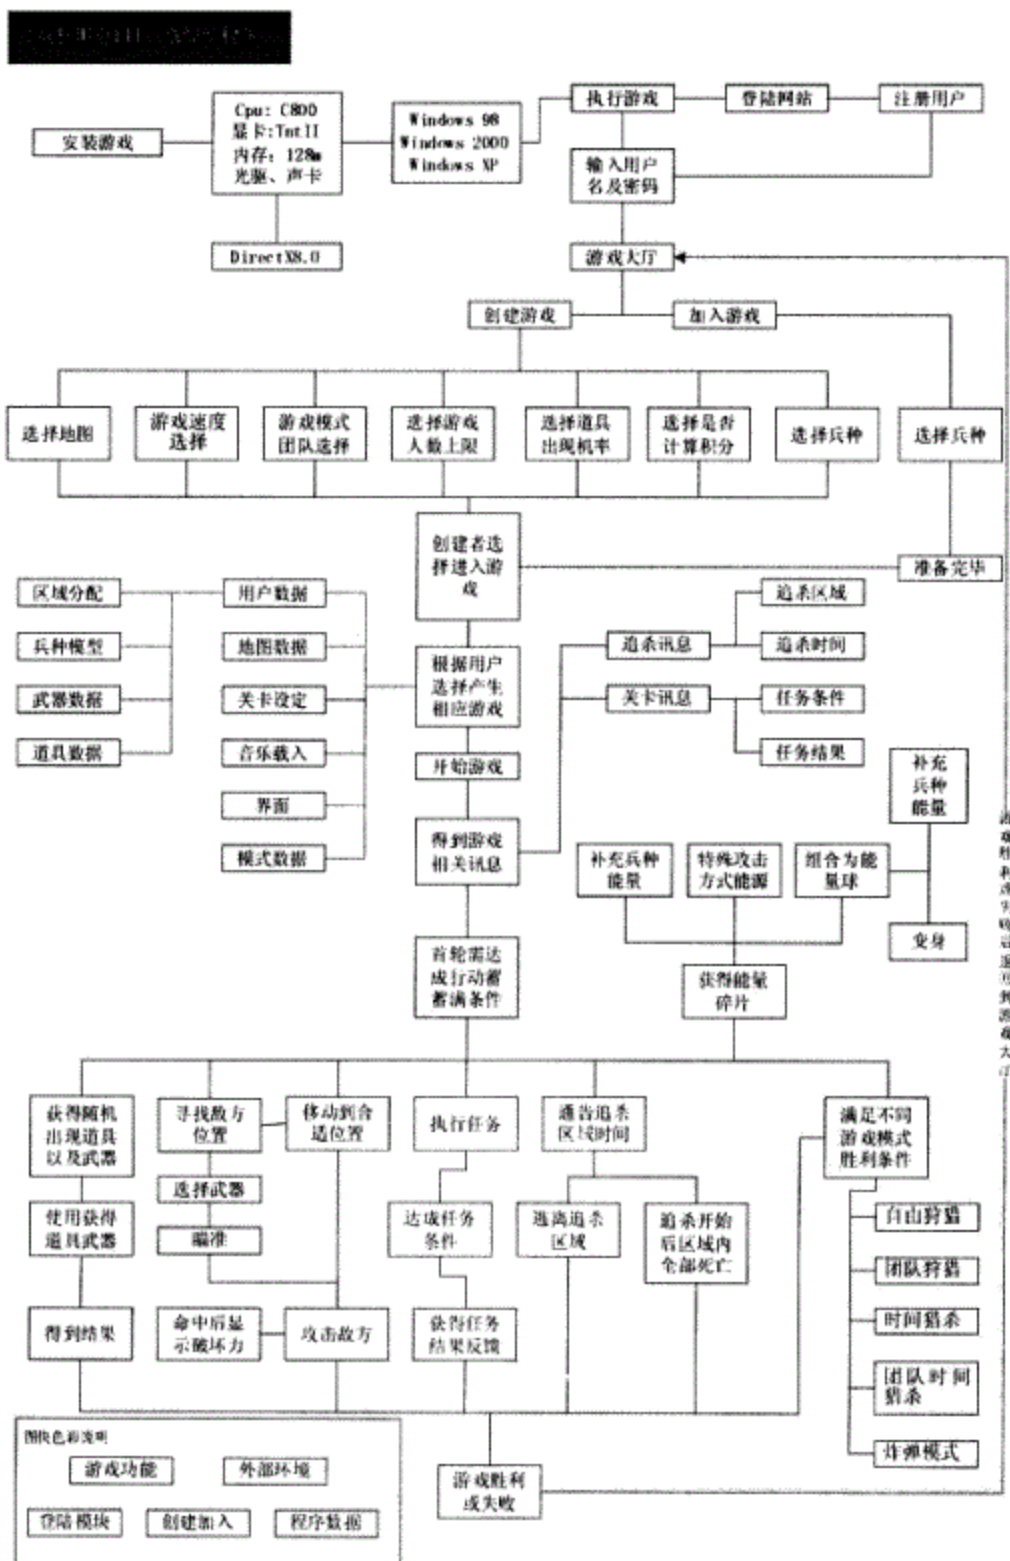 Cpu: C800
显卡:TntII
内存: 128m
光驱、声卡
安装游戏
Windows 98
Windows 2000
Windows XP
执行游戏
登陆网站
注册用户
输入用户
名及密码
DirectX8.0
游戏大厅
创建游戏
加入游戏
选择地图
游戏速度
选择
游戏模式
团队选择
选择游戏
人数上限
选择道具
出现机率
选择是否
计算积分
选择兵种
选择兵种
创建者选
择进入游
戏
准备完毕
区域分配
用户数据
追杀区域
兵种模型
地图数据
根据用户
选择产生
相应游戏
追杀讯息
追杀时间
武器数据
关卡设定
关卡讯息
任务条件
道具数据
音乐载入
开始游戏
任务结果
补充
兵种
能量
界面
模式数据
得到游戏
相关讯息
补充兵种
能量
特殊攻击
方式能源
组合为能
量球
变身
首轮需达
成行动蓄
蓄满条件
获得能量
碎片
获得随机
出现道具
以及武器
寻找敌方
位置
移动到合
适位置
执行任务
通告追杀
区域时间
满足不同
游戏模式
胜利条件
使用获得
道具武器
选择武器
瞄准
达成任务
条件
逃离追杀
区域
追杀开始
后区域内
全部死亡
自由狩猎
团队狩猎
得到结果
命中后显
示破坏力
攻击敌方
获得任务
结果反馈
时间猎杀
团队时间
猎杀
炸弹模式
游戏胜利
或失败
图快色彩说明
游戏功能
外部环境
登陆模块
创建加入
程序数据